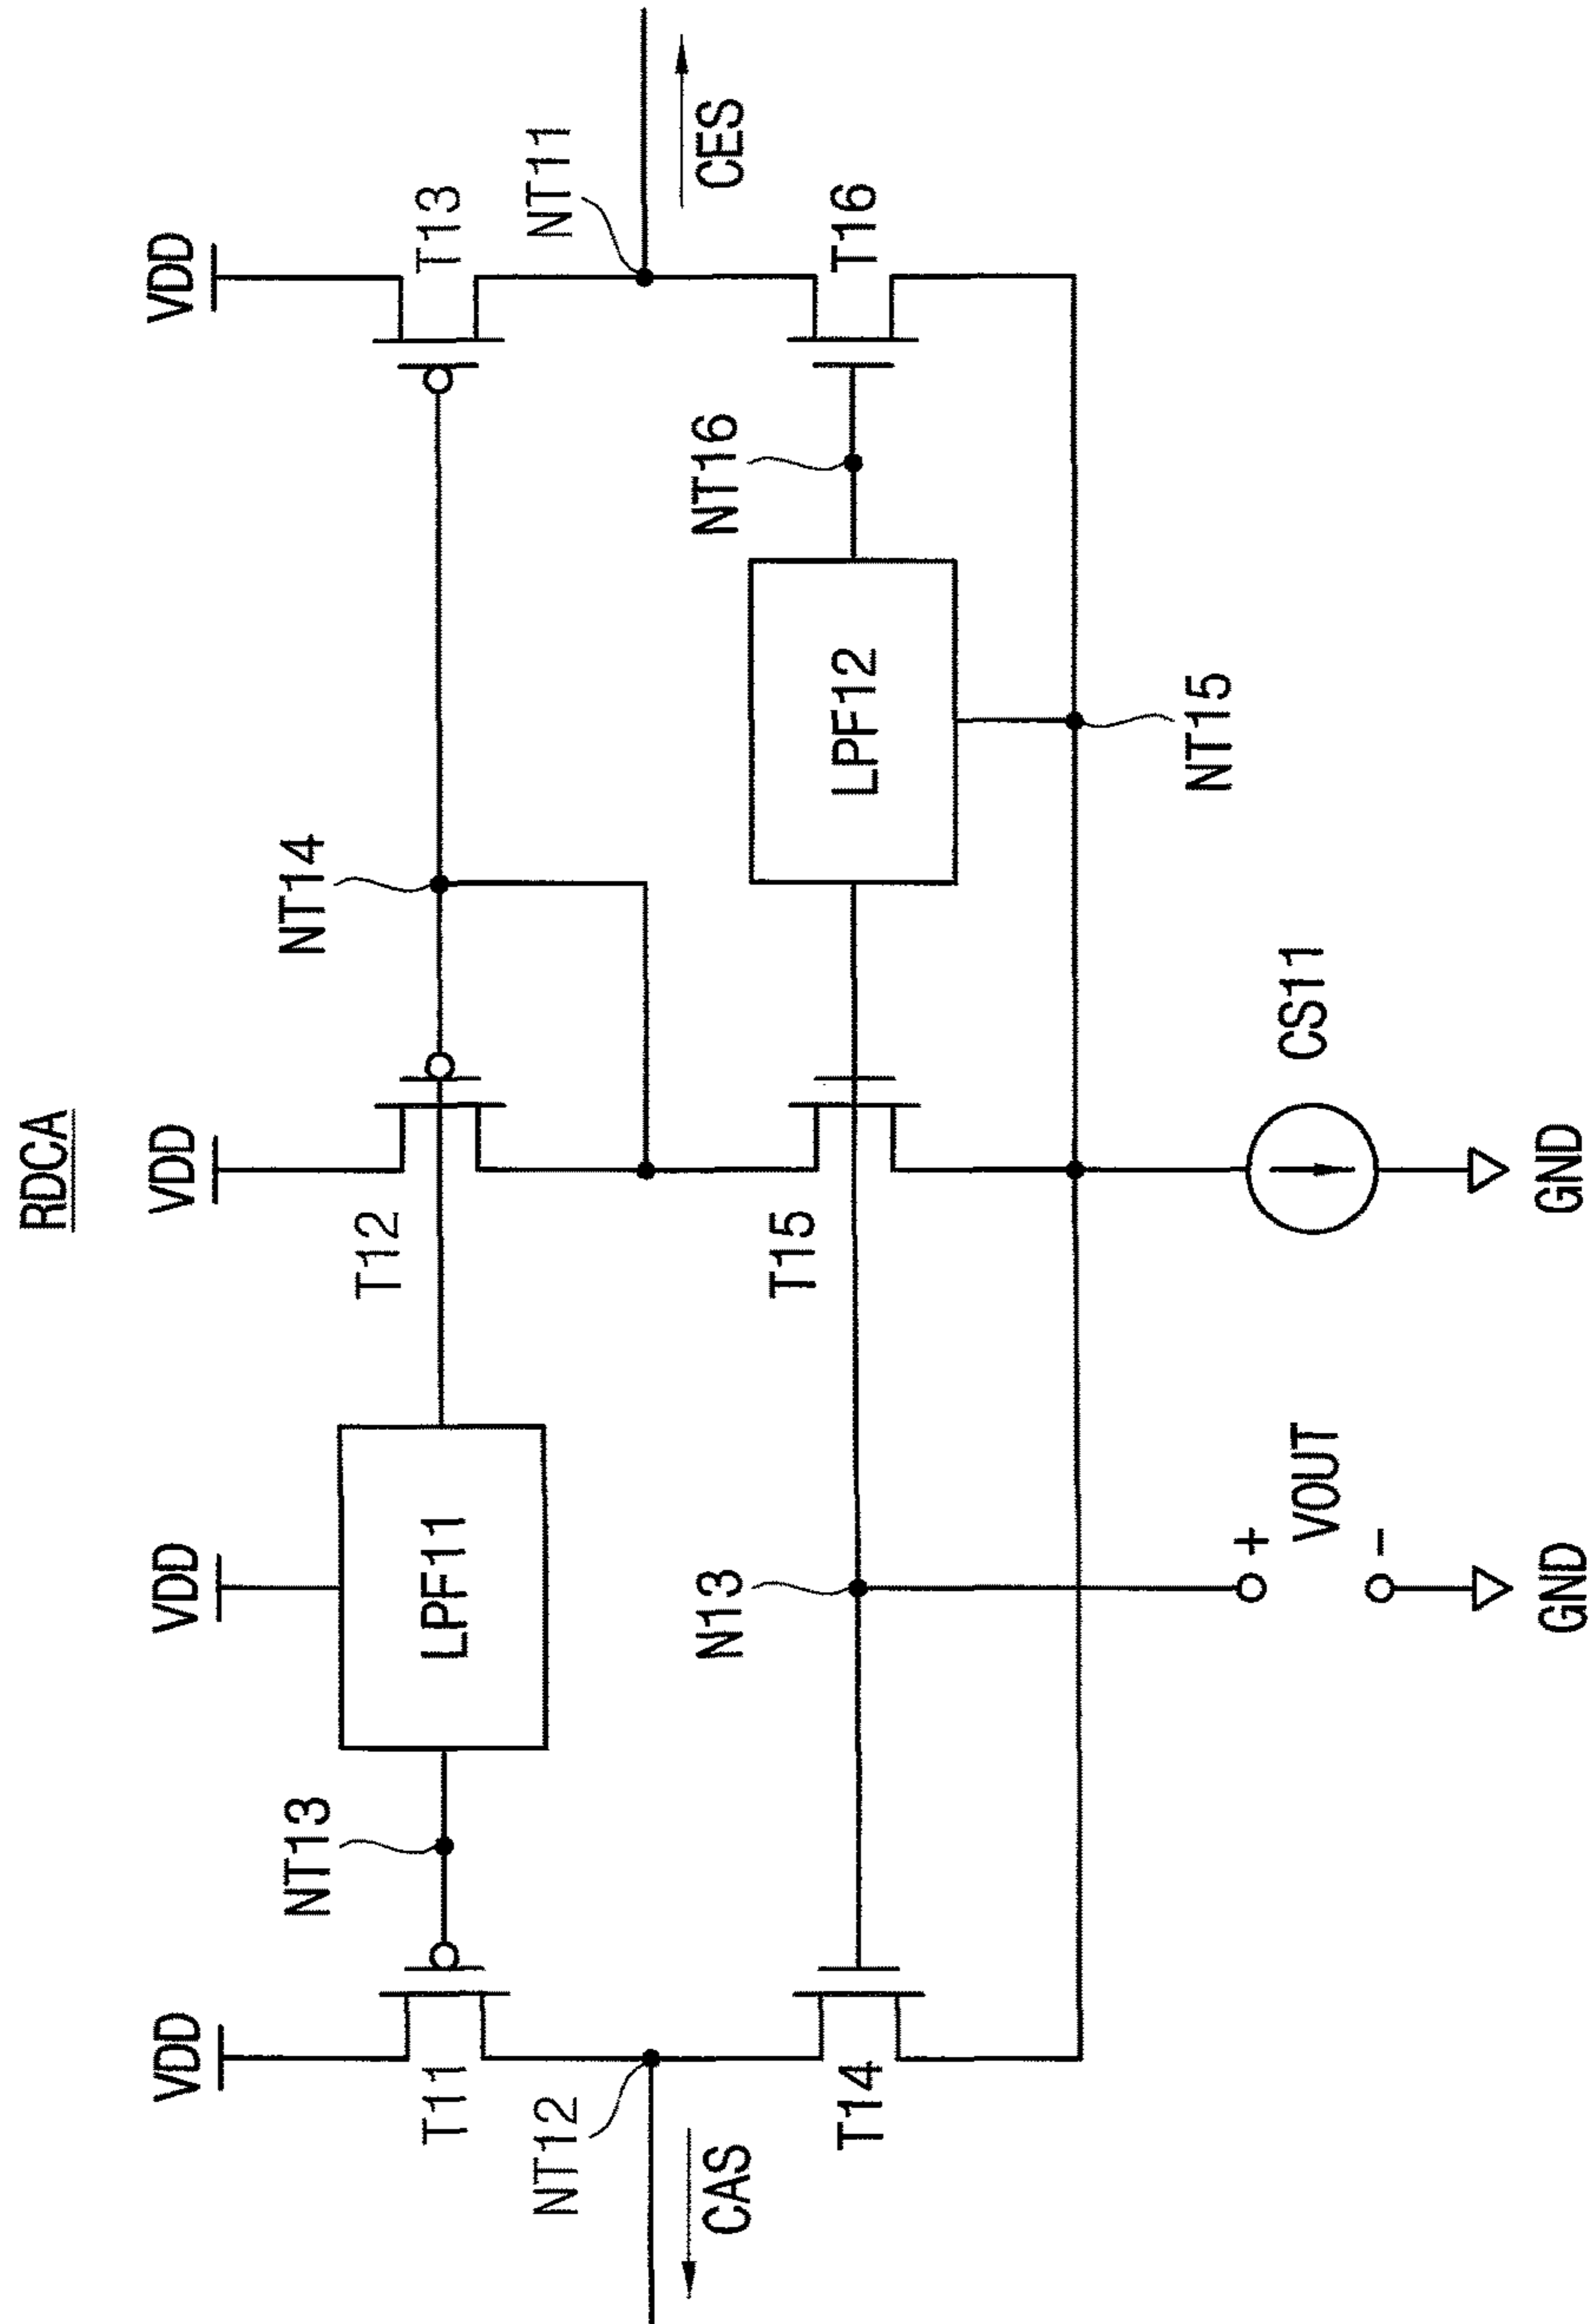 RDCA
VDD
VDD
VDD
VDD
NT13
NT14
T12
T11
LPF11
T13
NT12
NT11
CAS
N13
NT16
CES
T15
T14
LPF12
T16
NT15
+
CS11
VOUT
-
GND
GND